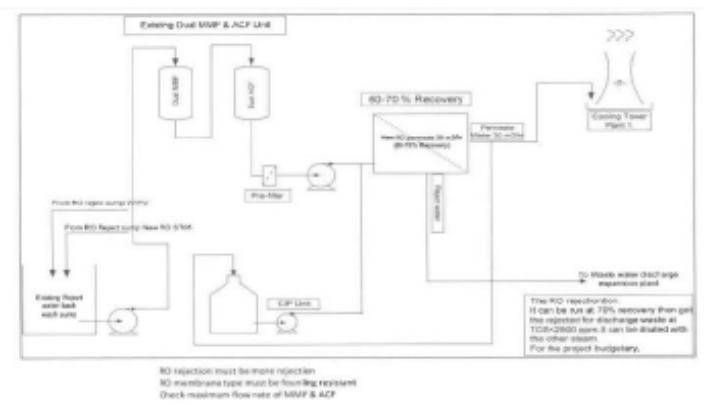 Existing Dual MMF & ACF Unit
Dual MMF
Dual ACF
60-70 % Recovery
Cooling Tower
Plant 1
Permeate
New RO permeate
Pre-filter
Reject water
From RO reject sump
From RO Reject sump New RO
Existing Reject
water back
wash sump
CIP Unit
To Waste water discharge
expansion plant
The RO
It can be run at 70% recovery then get
the rejected for discharge waste at
ppm it can be diluted with
the other steam.
For the project budgetary.
RO rejection must be more rejection
RO membrane type must be resistant
Check maximum flow rate of MMF & ACF